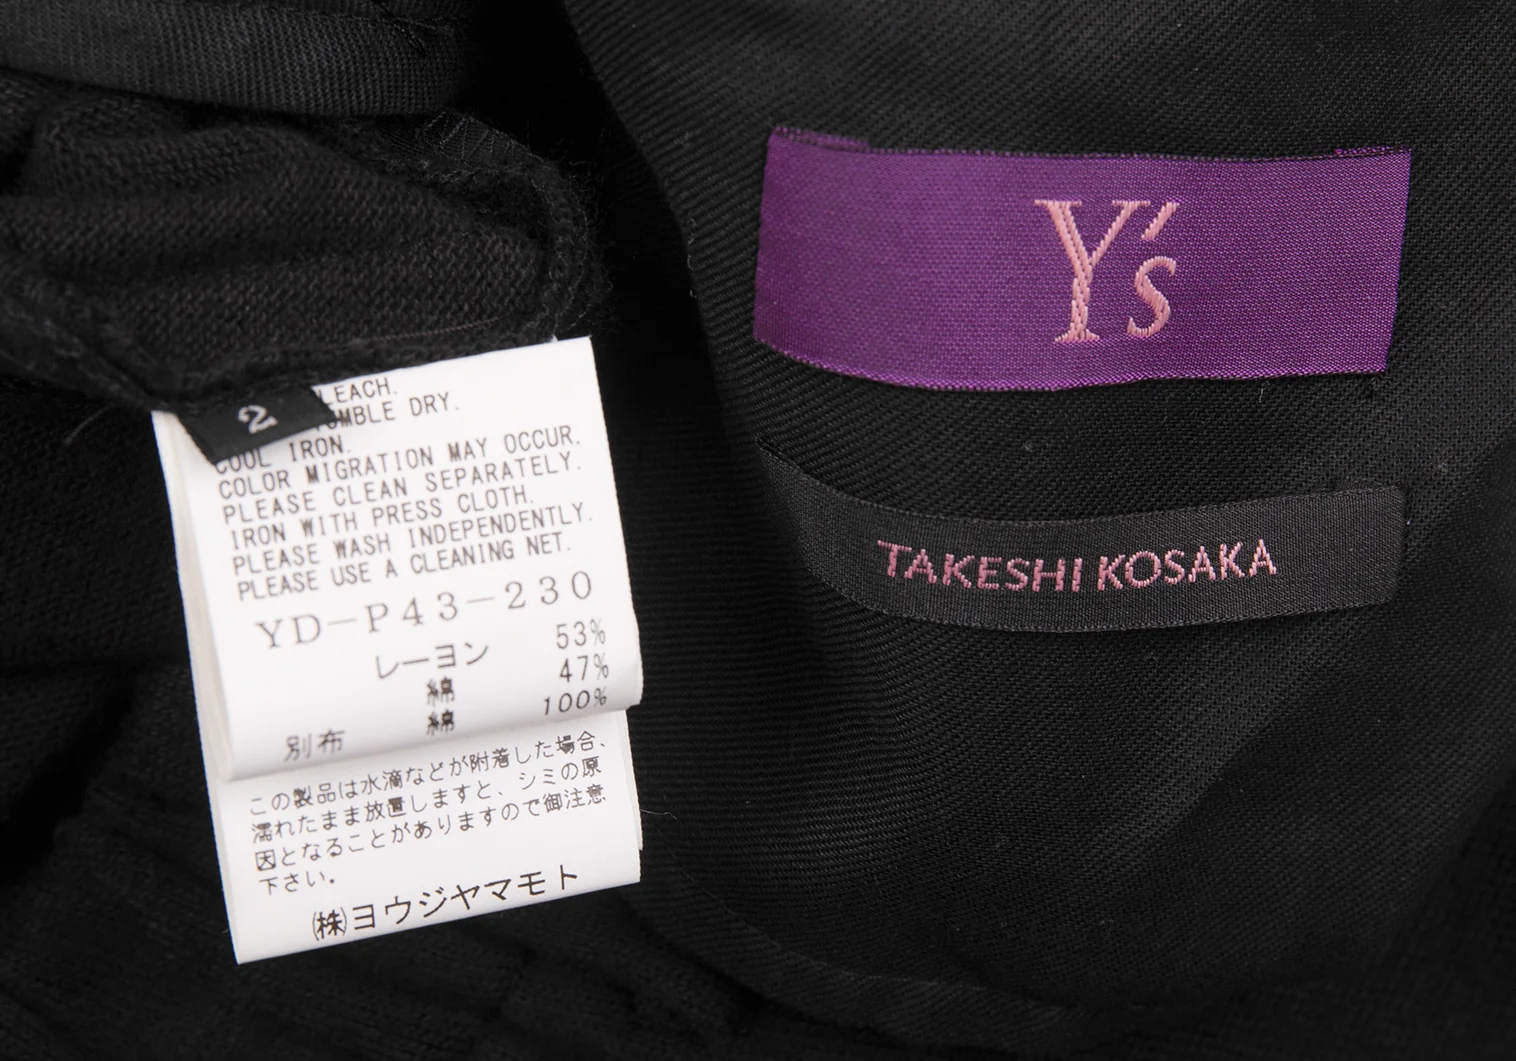 LEACH.
UMBLE DRY.
2
COOL IRON.
COLOR MIGRATION MAY OCCUR.
PLEASE CLEAN SEPARATELY.
IRON WITH PRESS CLOTH.
PLEASE WASH INDEPENDENTLY.
PLEASE USE A CLEANING NET.
YD-P43-230
レーヨン 53%
綿 47%
別布 綿 100%
この製品は水滴などが附着した場合、
濡れたまま放置しますと、シミの原
因となることがありますので御注意
下さい。
㈱ヨウジヤマモト
Y's
TAKESHI KOSAKA